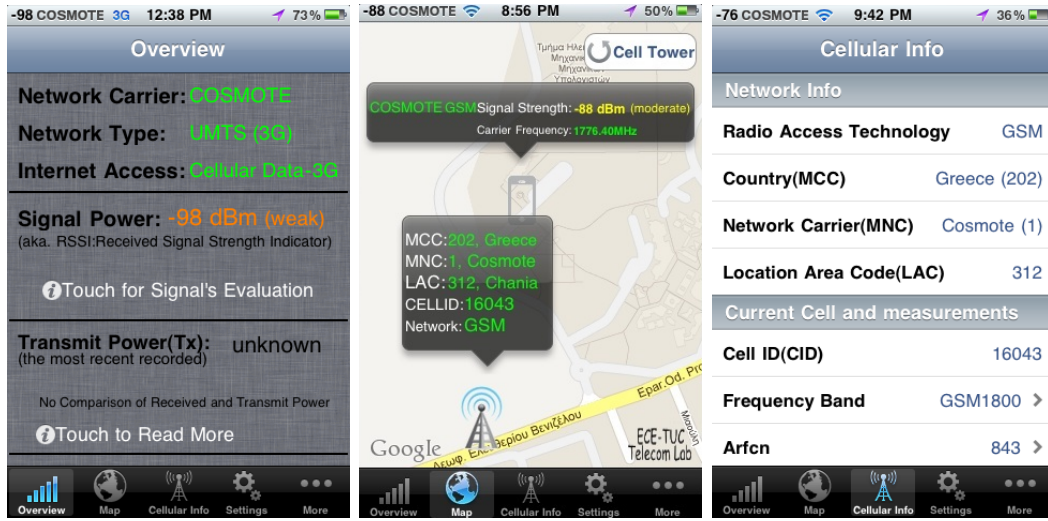 -98 COSMOTE 3G 12:38 PM 73%
Overview
Network Carrier: COSMOTE
Network Type: UMTS (3G)
Internet Access: Cellular Data-3G
Signal Power: -98 dBm (weak)
(aka. RSSI:Received Signal Strength Indicator)
Touch for Signal's Evaluation
Transmit Power(Tx): unknown
(the most recent recorded)
No Comparison of Received and Transmit Power
Touch to Read More
Overview Map Cellular Info Settings More
-88 COSMOTE 8:56 PM 50%
Cell Tower
Τμήμα
Υπολογιστών
COSMOTE GSM Signal Strength: -88 dBm (moderate)
Carrier Frequency: 1776.40MHz
MCC:202, Greece
MNC:1, Cosmote
LAC:312, Chania
CELLID:16043
Network: GSM
Epar.Od.
Λεωφ. Ελευθερίου Βενιζέλου
Google
ECE-TUC
Telecom Lab
Overview Map Cellular Info Settings More
-76 COSMOTE 9:42 PM 36%
Cellular Info
Network Info
Radio Access Technology GSM
Country(MCC) Greece (202)
Network Carrier(MNC) Cosmote (1)
Location Area Code(LAC) 312
Current Cell and measurements
Cell ID(CID) 16043
Frequency Band GSM1800
Arfcn 843
Overview Map Cellular Info Settings More